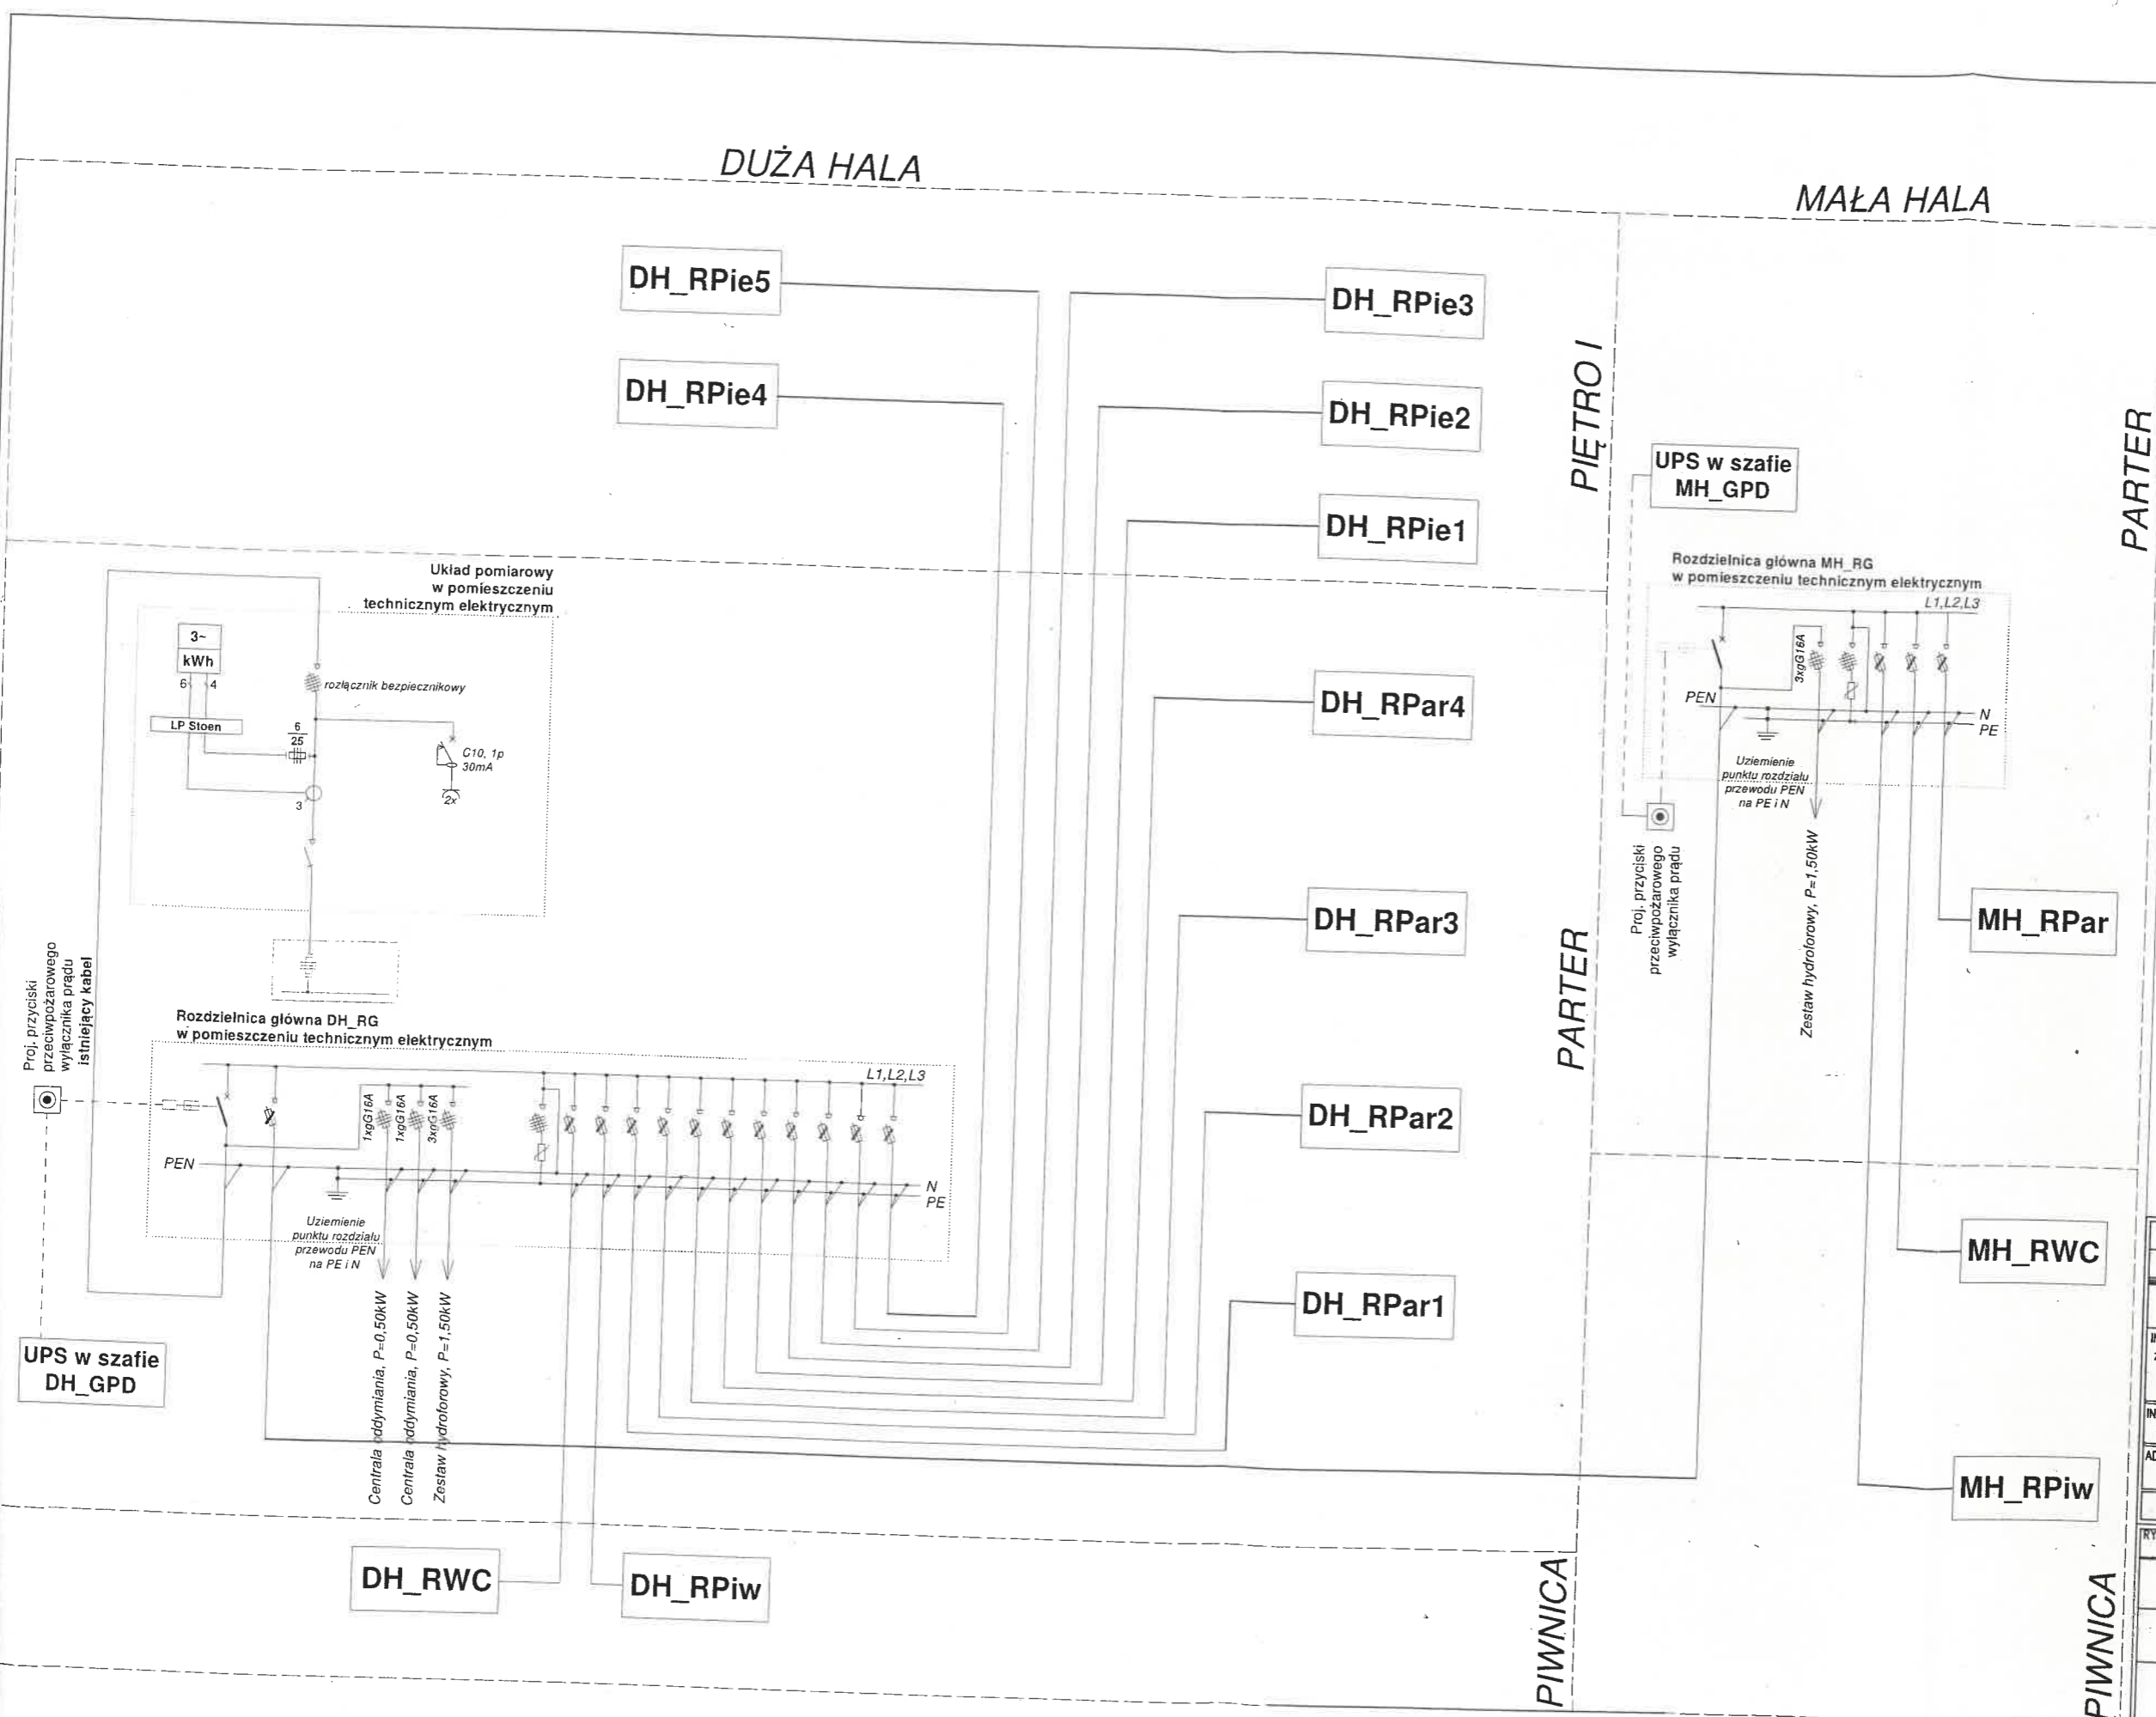 DUŻA HALA
MAŁA HALA
DH_RPie5
DH_RPie4
DH_RPie3
DH_RPie2
DH_RPie1
PIĘTRO I
UPS w szafie
MH_GPD
PARTER
Układ pomiarowy
w pomieszczeniu
technicznym elektrycznym
3~
kWh
6
4
LP Stoen
rozłącznik bezpiecznikowy
6
25
C10, 1p
30mA
2x
3
Rozdzielnica główna MH_RG
w pomieszczeniu technicznym elektrycznym
L1,L2,L3
3xgG16A
PEN
N
PE
Uziemienie
punktu rozdziału
przewodu PEN
na PE i N
Proj. przyciski
przeciwpożarowego
wyłącznika prądu
Zestaw hydroforowy, P=1,50kW
DH_RPar4
DH_RPar3
DH_RPar2
DH_RPar1
PARTER
MH_RPar
MH_RWC
MH_RPiw
Proj. przyciski
przeciwpożarowego
wyłącznika prądu
istniejący kabel
Rozdzielnica główna DH_RG
w pomieszczeniu technicznym elektrycznym
L1,L2,L3
1xgG16A
1xgG16A
3xgG16A
PEN
N
PE
Uziemienie
punktu rozdziału
przewodu PEN
na PE i N
UPS w szafie
DH_GPD
Centrala oddymiania, P=0,50kW
Centrala oddymiania, P=0,50kW
Zestaw hydroforowy, P=1,50kW
DH_RWC
DH_RPiw
PIWNICA
PIWNICA